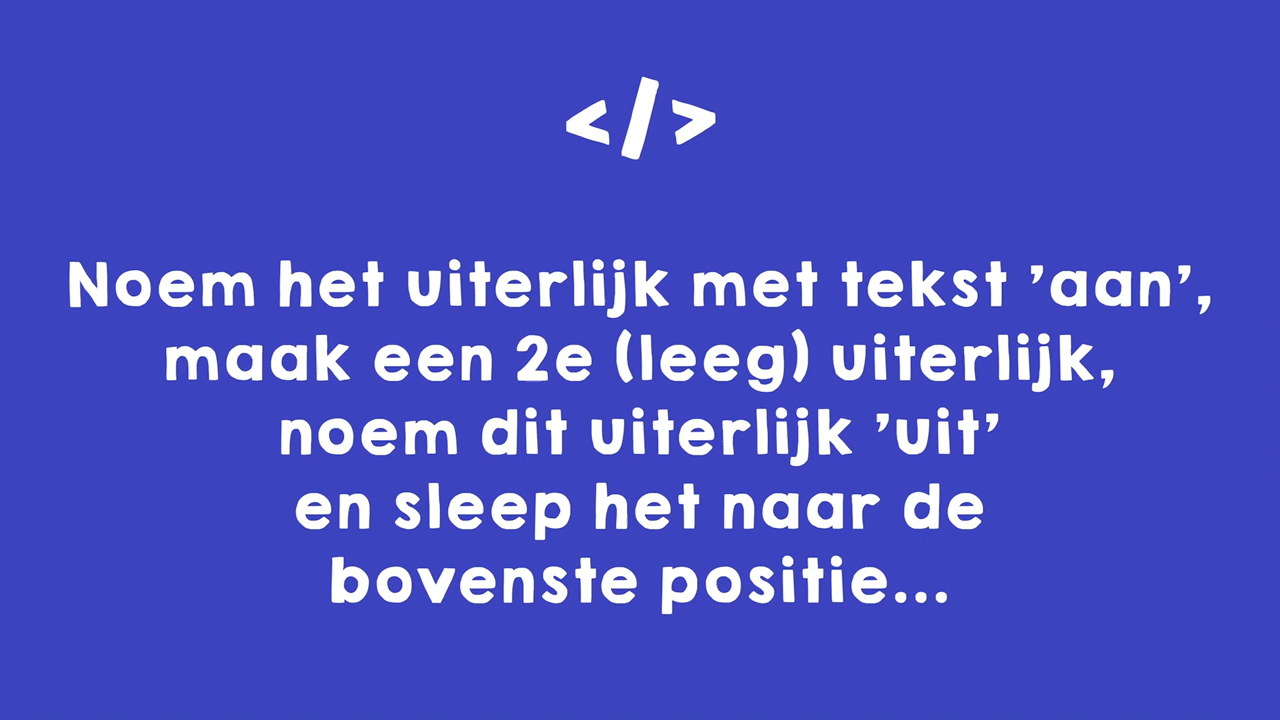 </>
Noem het uiterlijk met tekst ’aan’,
maak een 2e (leeg) uiterlijk,
noem dit uiterlijk ’uit’
en sleep het naar de
bovenste positie...